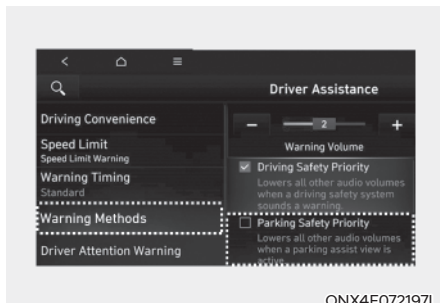 Driver Assistance
Driving Convenience
Speed Limit
Speed Limit Warning
Warning Timing
Standard
Warning Methods
Driver Attention Warning
2
Warning Volume
Driving Safety Priority
Lowers all other audio volumes
when a driving safety system
sounds a warning.
Parking Safety Priority
Lowers all other audio volumes
when a parking assist view is
active.
ONX4E072197L